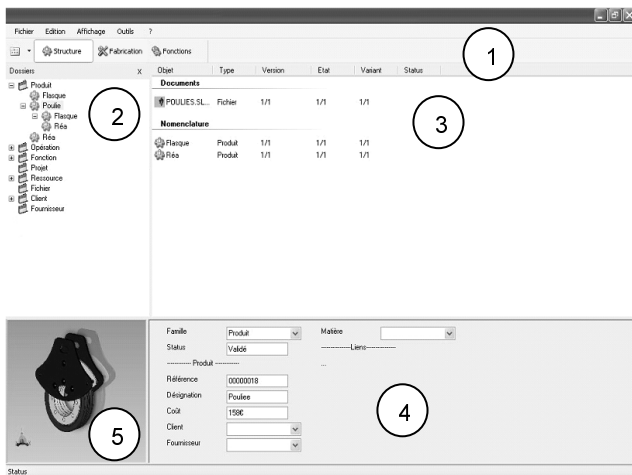 Fichier Edition Affichage Outils ?
Structure Fabrication Fonctions
1
Dossiers x
Objet Type Version Etat Variant Status
Produit
Flasque
Poulie
Flasque
Réa
Réa
Opération
Fonction
Projet
Ressource
Fichier
Client
Fournisseur
2
Documents
POULIES.SL... Fichier 1/1 1/1 1/1
Nomenclature
Flasque Produit 1/1 1/1 1/1
Réa Produit 1/1 1/1 1/1
3
Famille Produit Matière
Status Validé -------------Liens-------------
----------- Produit ----------- ...
Référence 00000018
Désignation Pouliee
Coût 158€
Client
Fournisseur
4
5
Status